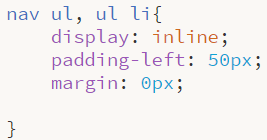 nav ul, ul li{
    display: inline;
    padding-left: 50px;
    margin: 0px;

}